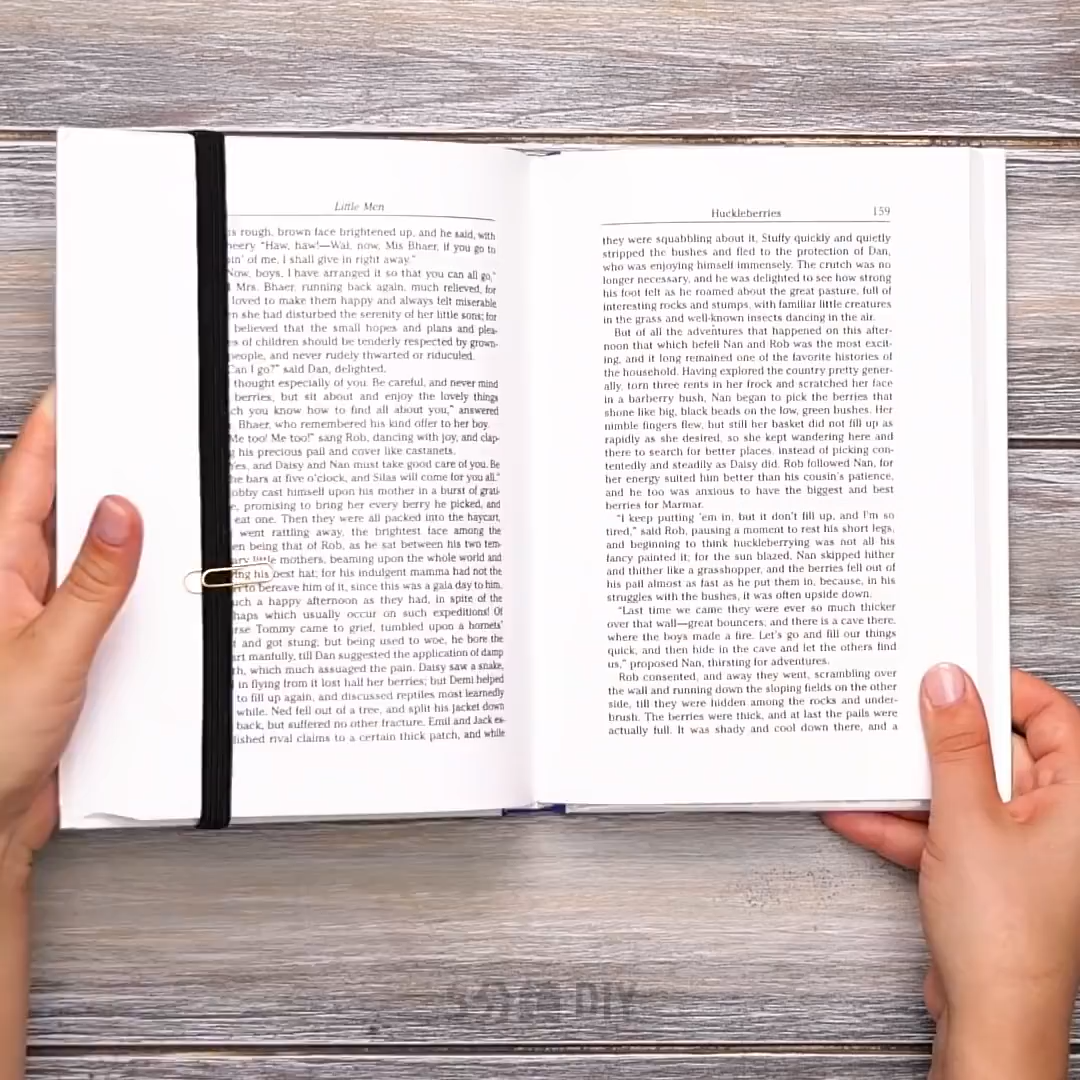 Little Men
is rough, brown face brightened up, and he said, with
heery "Haw, haw!—Wal, now, Mis Bhaer, if you go to
in' of me, I shall give in right away."
Now, boys, I have arranged it so that you can all go,"
Mrs. Bhaer, running back again, much relieved, for
loved to make them happy and always felt miserable
n she had disturbed the serenity of her little sons; for
believed that the small hopes and plans and plea-
es of children should be tenderly respected by grown-
people, and never rudely thwarted or riduculed.
Can I go?" said Dan, delighted.
thought especially of you. Be careful, and never mind
berries, but sit about and enjoy the lovely things
ch you know how to find all about you," answered
Bhaer, who remembered his kind offer to her boy.
Me too! Me too!" sang Rob, dancing with joy, and clap-
g his precious pail and cover like castanets.
Yes, and Daisy and Nan must take good care of you. Be
he bars at five o'clock, and Silas will come for you all."
obby cast himself upon his mother in a burst of grati-
e, promising to bring her every berry he picked, and
eat one. Then they were all packed into the haycart,
went rattling away, the brightest face among the
en being that of Rob, as he sat between his two tem-
ary little mothers, beaming upon the whole world and
ing his best hat; for his indulgent mamma had not the
rt to bereave him of it, since this was a gala day to him.
uch a happy afternoon as they had, in spite of the
haps which usually occur on such expeditions! Of
rse Tommy came to grief, tumbled upon a hornets'
t and got stung, but being used to woe, he bore the
rt manfully, till Dan suggested the application of damp
h, which much assuaged the pain. Daisy saw a snake,
in flying from it lost half her berries; but Demi helped
to fill up again, and discussed reptiles most learnedly
while. Ned fell out of a tree, and split his jacket down
back, but suffered no other fracture. Emil and Jack es-
lished rival claims to a certain thick patch, and while
Huckleberries 159
they were squabbling about it, Stuffy quickly and quietly
stripped the bushes and fled to the protection of Dan,
who was enjoying himself immensely. The crutch was no
longer necessary, and he was delighted to see how strong
his foot felt as he roamed about the great pasture, full of
interesting rocks and stumps, with familiar little creatures
in the grass and well-known insects dancing in the air.
But of all the adventures that happened on this after-
noon that which befell Nan and Rob was the most excit-
ing, and it long remained one of the favorite histories of
the household. Having explored the country pretty gener-
ally, torn three rents in her frock and scratched her face
in a barberry bush, Nan began to pick the berries that
shone like big, black beads on the low, green bushes. Her
nimble fingers flew, but still her basket did not fill up as
rapidly as she desired, so she kept wandering here and
there to search for better places, instead of picking con-
tentedly and steadily as Daisy did. Rob followed Nan, for
her energy suited him better than his cousin's patience,
and he too was anxious to have the biggest and best
berries for Marmar.
"I keep putting 'em in, but it don't fill up, and I'm so
tired," said Rob, pausing a moment to rest his short legs,
and beginning to think huckleberrying was not all his
fancy painted it; for the sun blazed, Nan skipped hither
and thither like a grasshopper, and the berries fell out of
his pail almost as fast as he put them in, because, in his
struggles with the bushes, it was often upside down.
"Last time we came they were ever so much thicker
over that wall—great bouncers; and there is a cave there,
where the boys made a fire. Let's go and fill our things
quick, and then hide in the cave and let the others find
us," proposed Nan, thirsting for adventures.
Rob consented, and away they went, scrambling over
the wall and running down the sloping fields on the other
side, till they were hidden among the rocks and under-
brush. The berries were thick, and at last the pails were
actually full. It was shady and cool down there, and a
5分鐘 DIY